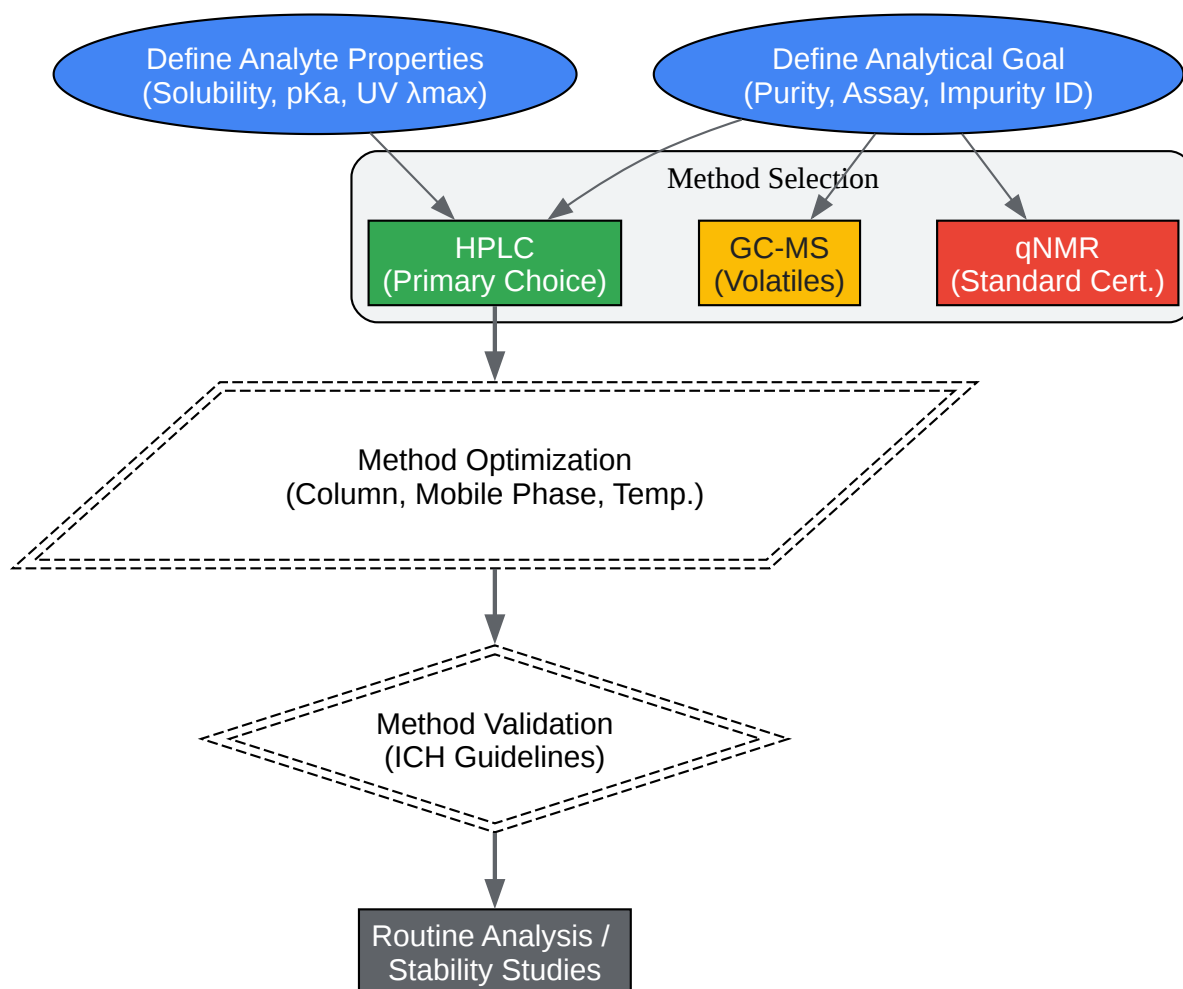 Define Analyte Properties
(Solubility, pKa, UV λmax)
Define Analytical Goal
(Purity, Assay, Impurity ID)
Method Selection
HPLC
(Primary Choice)
GC-MS
(Volatiles)
qNMR
(Standard Cert.)
Method Optimization
(Column, Mobile Phase, Temp.)
Method Validation
(ICH Guidelines)
Routine Analysis /
Stability Studies